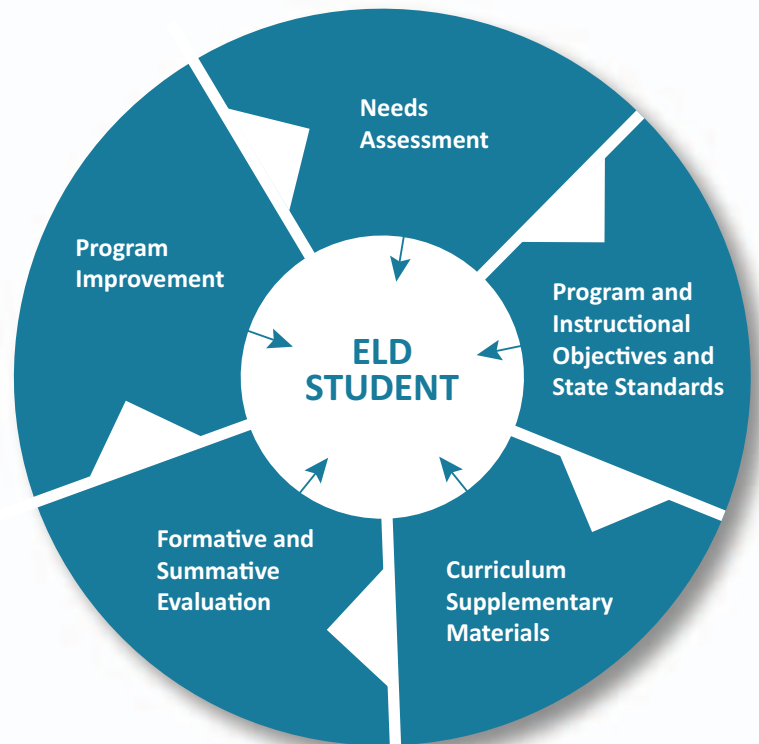 Needs
Assessment
Program and
Instructional
Objectives and
State Standards
Curriculum
Supplementary
Materials
Formative and
Summative
Evaluation
Program
Improvement
ELD
STUDENT